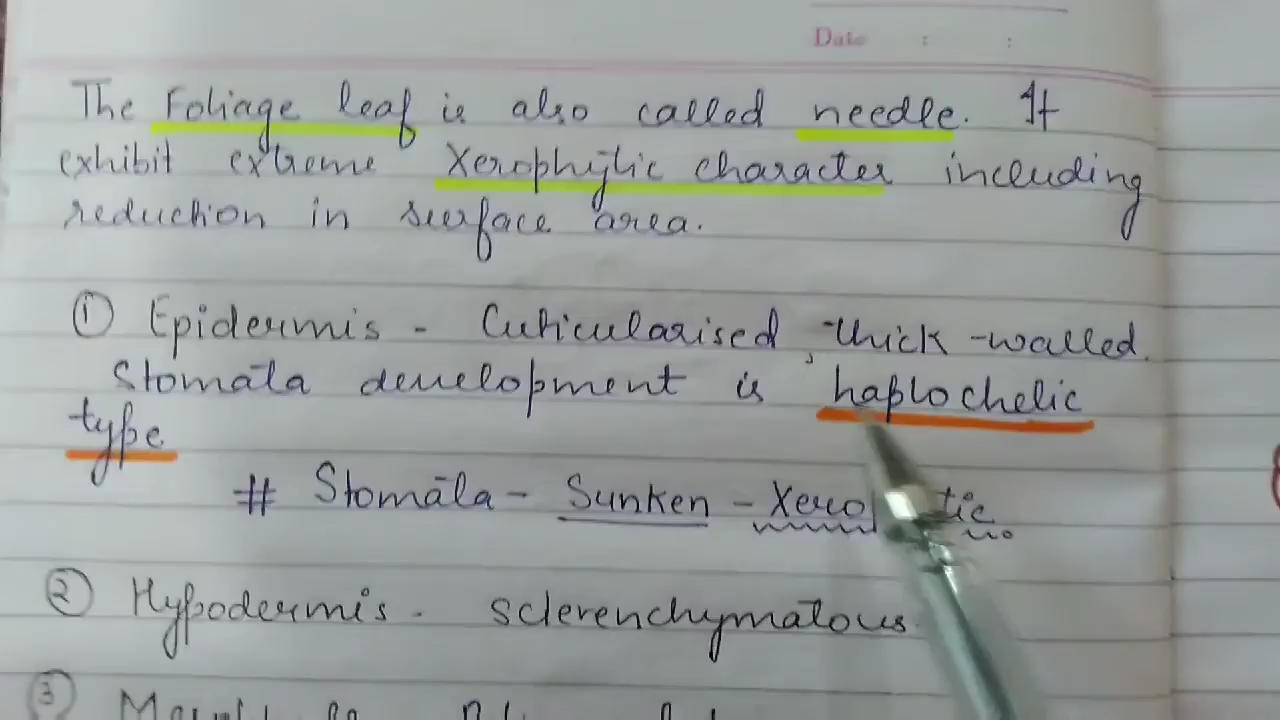 Date : :
The Foliage leaf is also called needle. It
exhibit extreme Xerophytic character including
reduction in surface area.
① Epidermis - Cuticularised, thick-walled.
Stomata development is haplochelic
type
# Stomata - Sunken -
② Hypodermis - sclerenchymatous
③